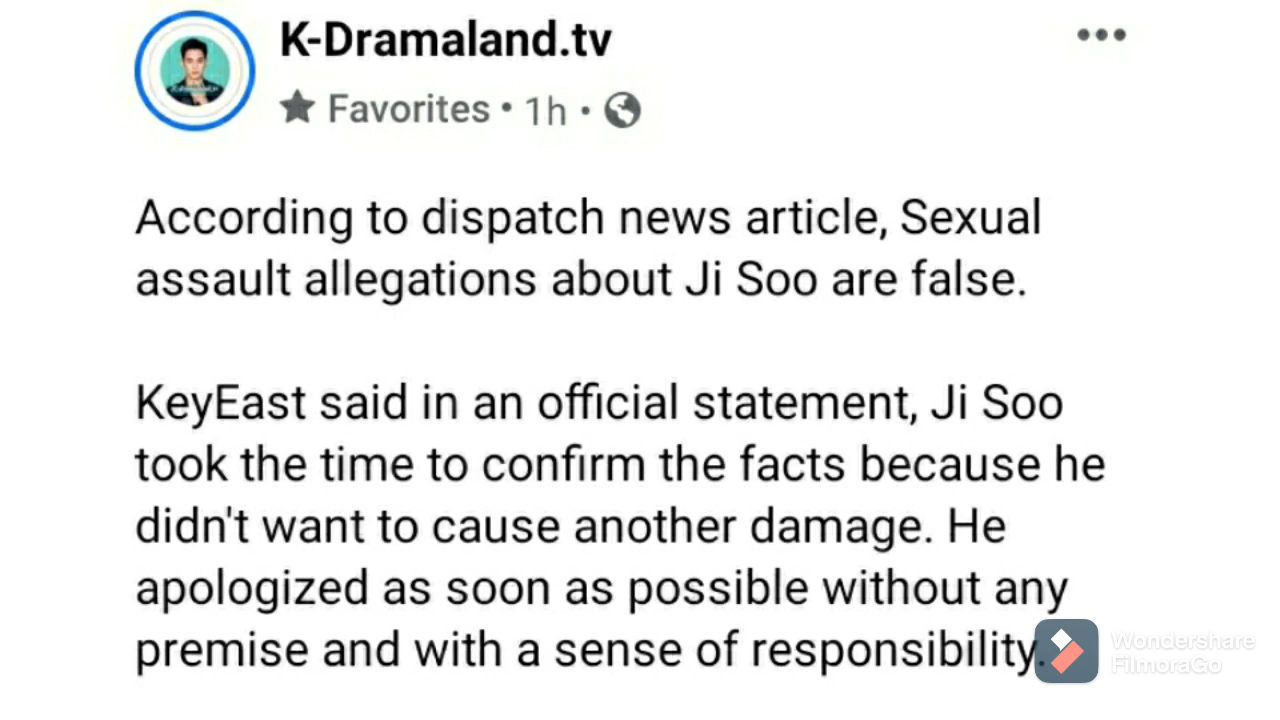 K-Dramaland.tv
Favorites • 1h •
According to dispatch news article, Sexual
assault allegations about Ji Soo are false.
KeyEast said in an official statement, Ji Soo
took the time to confirm the facts because he
didn't want to cause another damage. He
apologized as soon as possible without any
premise and with a sense of responsibility.
Wondershare
FilmoraGo